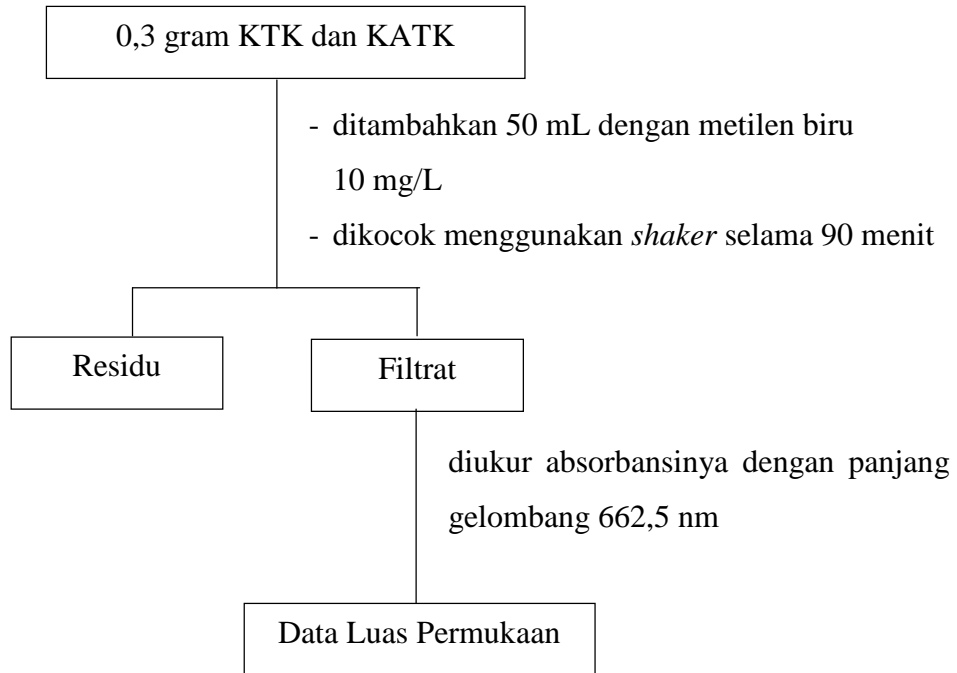 0,3 gram KTK dan KATK
- ditambahkan 50 mL dengan metilen biru
10 mg/L
- dikocok menggunakan shaker selama 90 menit
Residu
Filtrat
diukur absorbansinya dengan panjang
gelombang 662,5 nm
Data Luas Permukaan